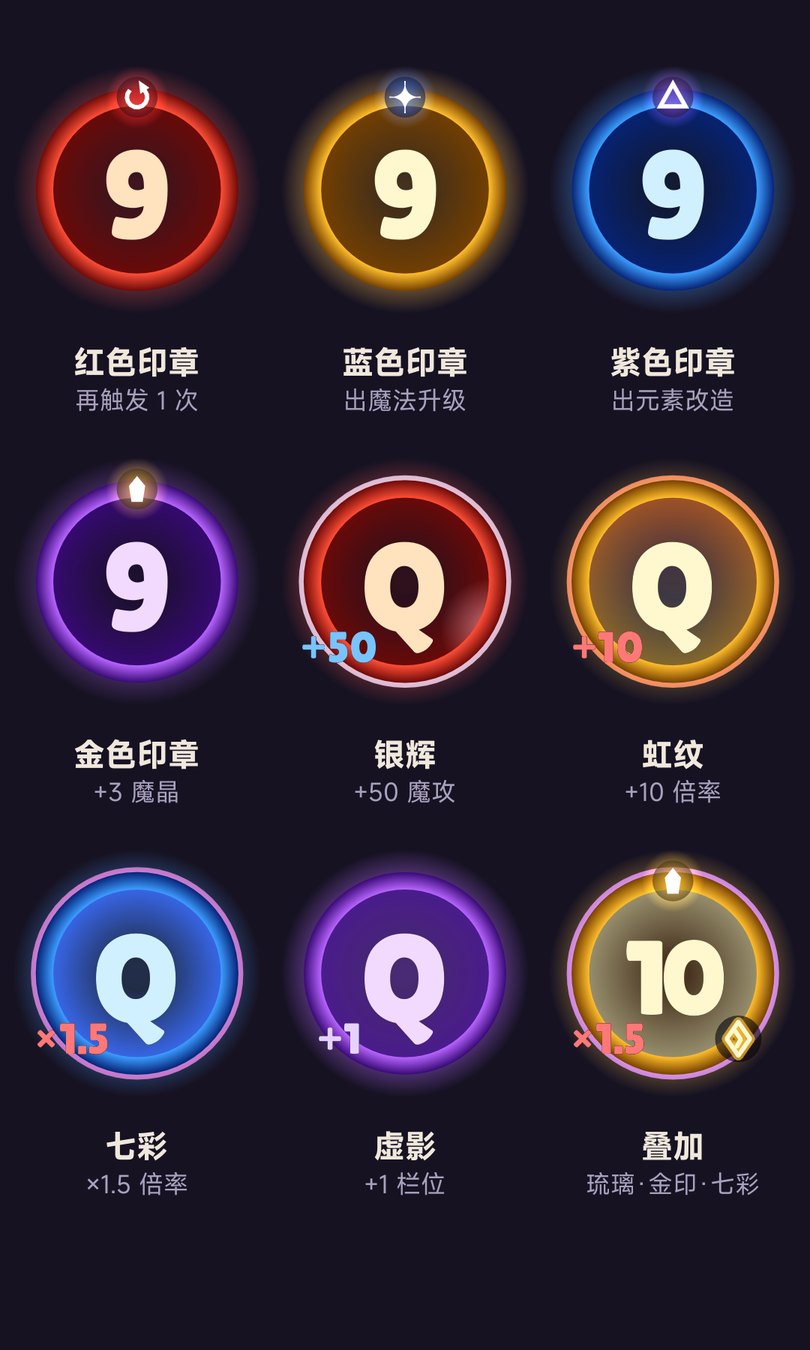 9
9
9
红色印章
蓝色印章
紫色印章
再触发 1 次
出魔法升级
出元素改造
9
Q
Q
+50
+10
金色印章
银辉
虹纹
+3 魔晶
+50 魔攻
+10 倍率
Q
Q
10
×1.5
+1
×1.5
七彩
虚影
叠加
×1.5 倍率
+1 栏位
琉璃·金印·七彩